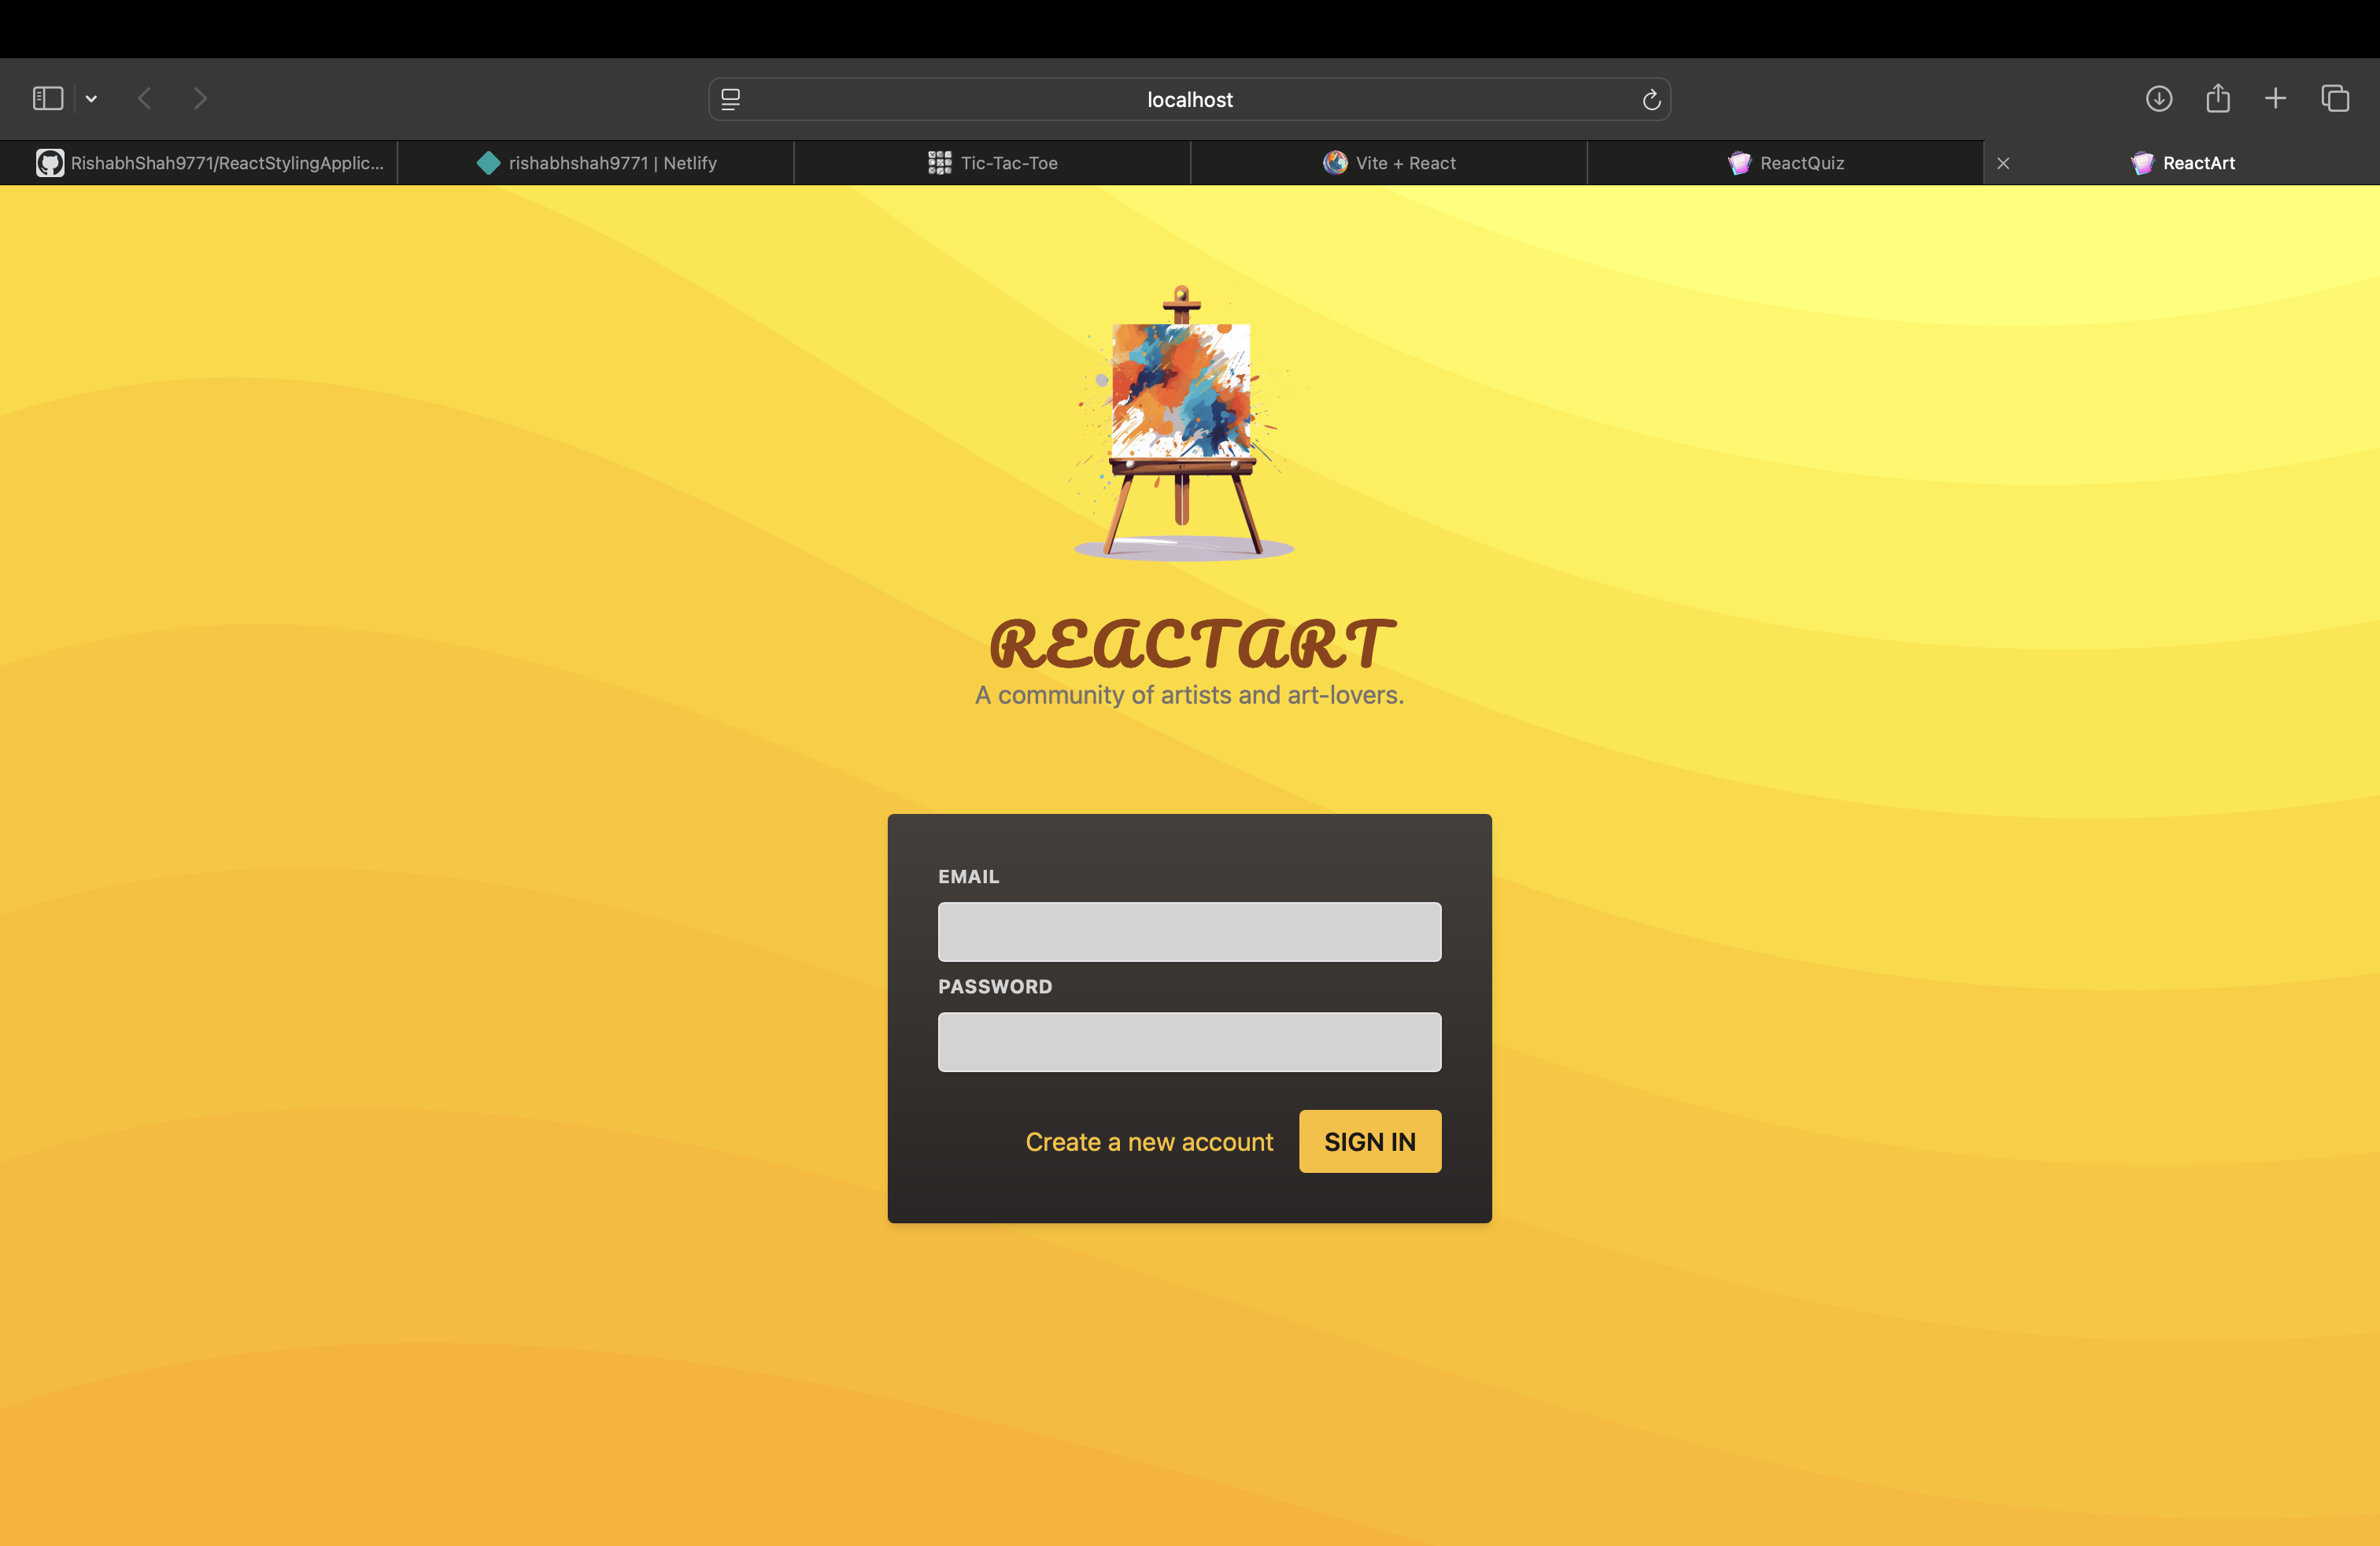 localhost
RishabhShah9771/ReactStylingApplic...
rishabhshah9771 | Netlify
Tic-Tac-Toe
Vite + React
ReactQuiz
ReactArt
REACTART
A community of artists and art-lovers.
EMAIL
PASSWORD
Create a new account
SIGN IN